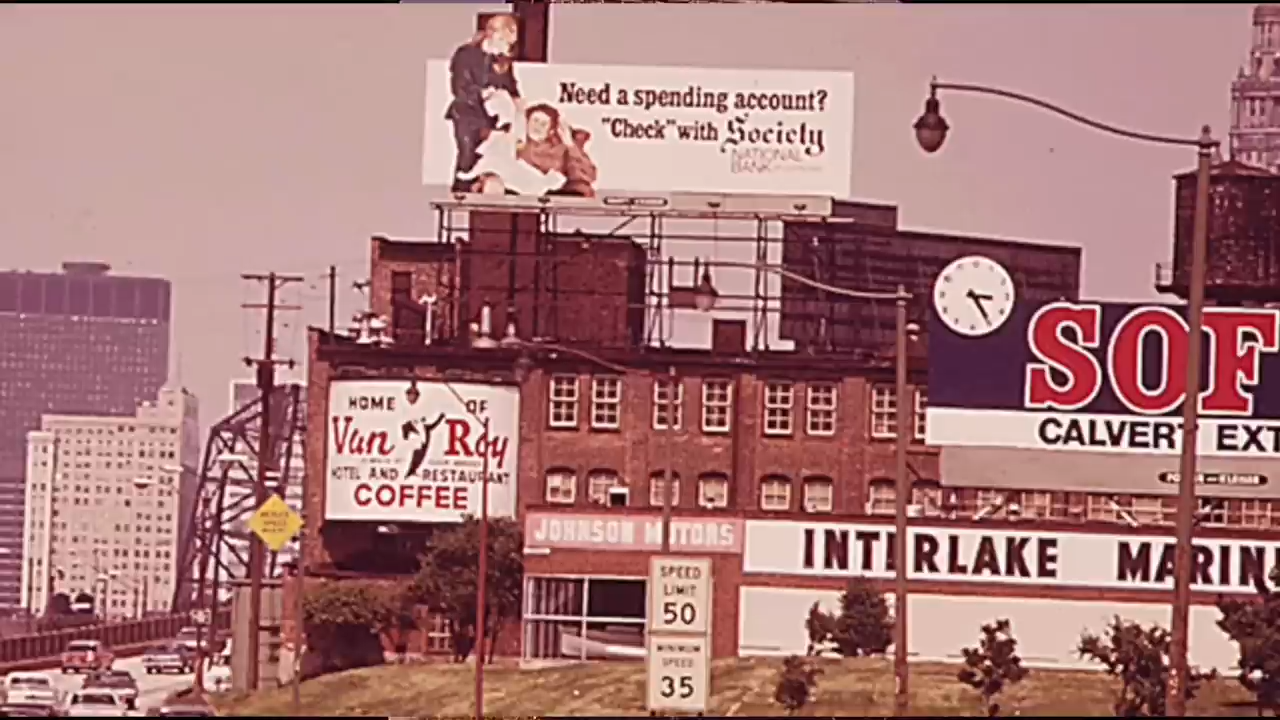 Need a spending account?
"Check" with Society
NATIONAL
BANK
HOME OF
Van Roy
HOTEL AND RESTAURANT
COFFEE
SOF
CALVERT EXT
JOHNSON MOTORS
INTERLAKE MARIN
SPEED
LIMIT
50
MINIMUM
SPEED
35